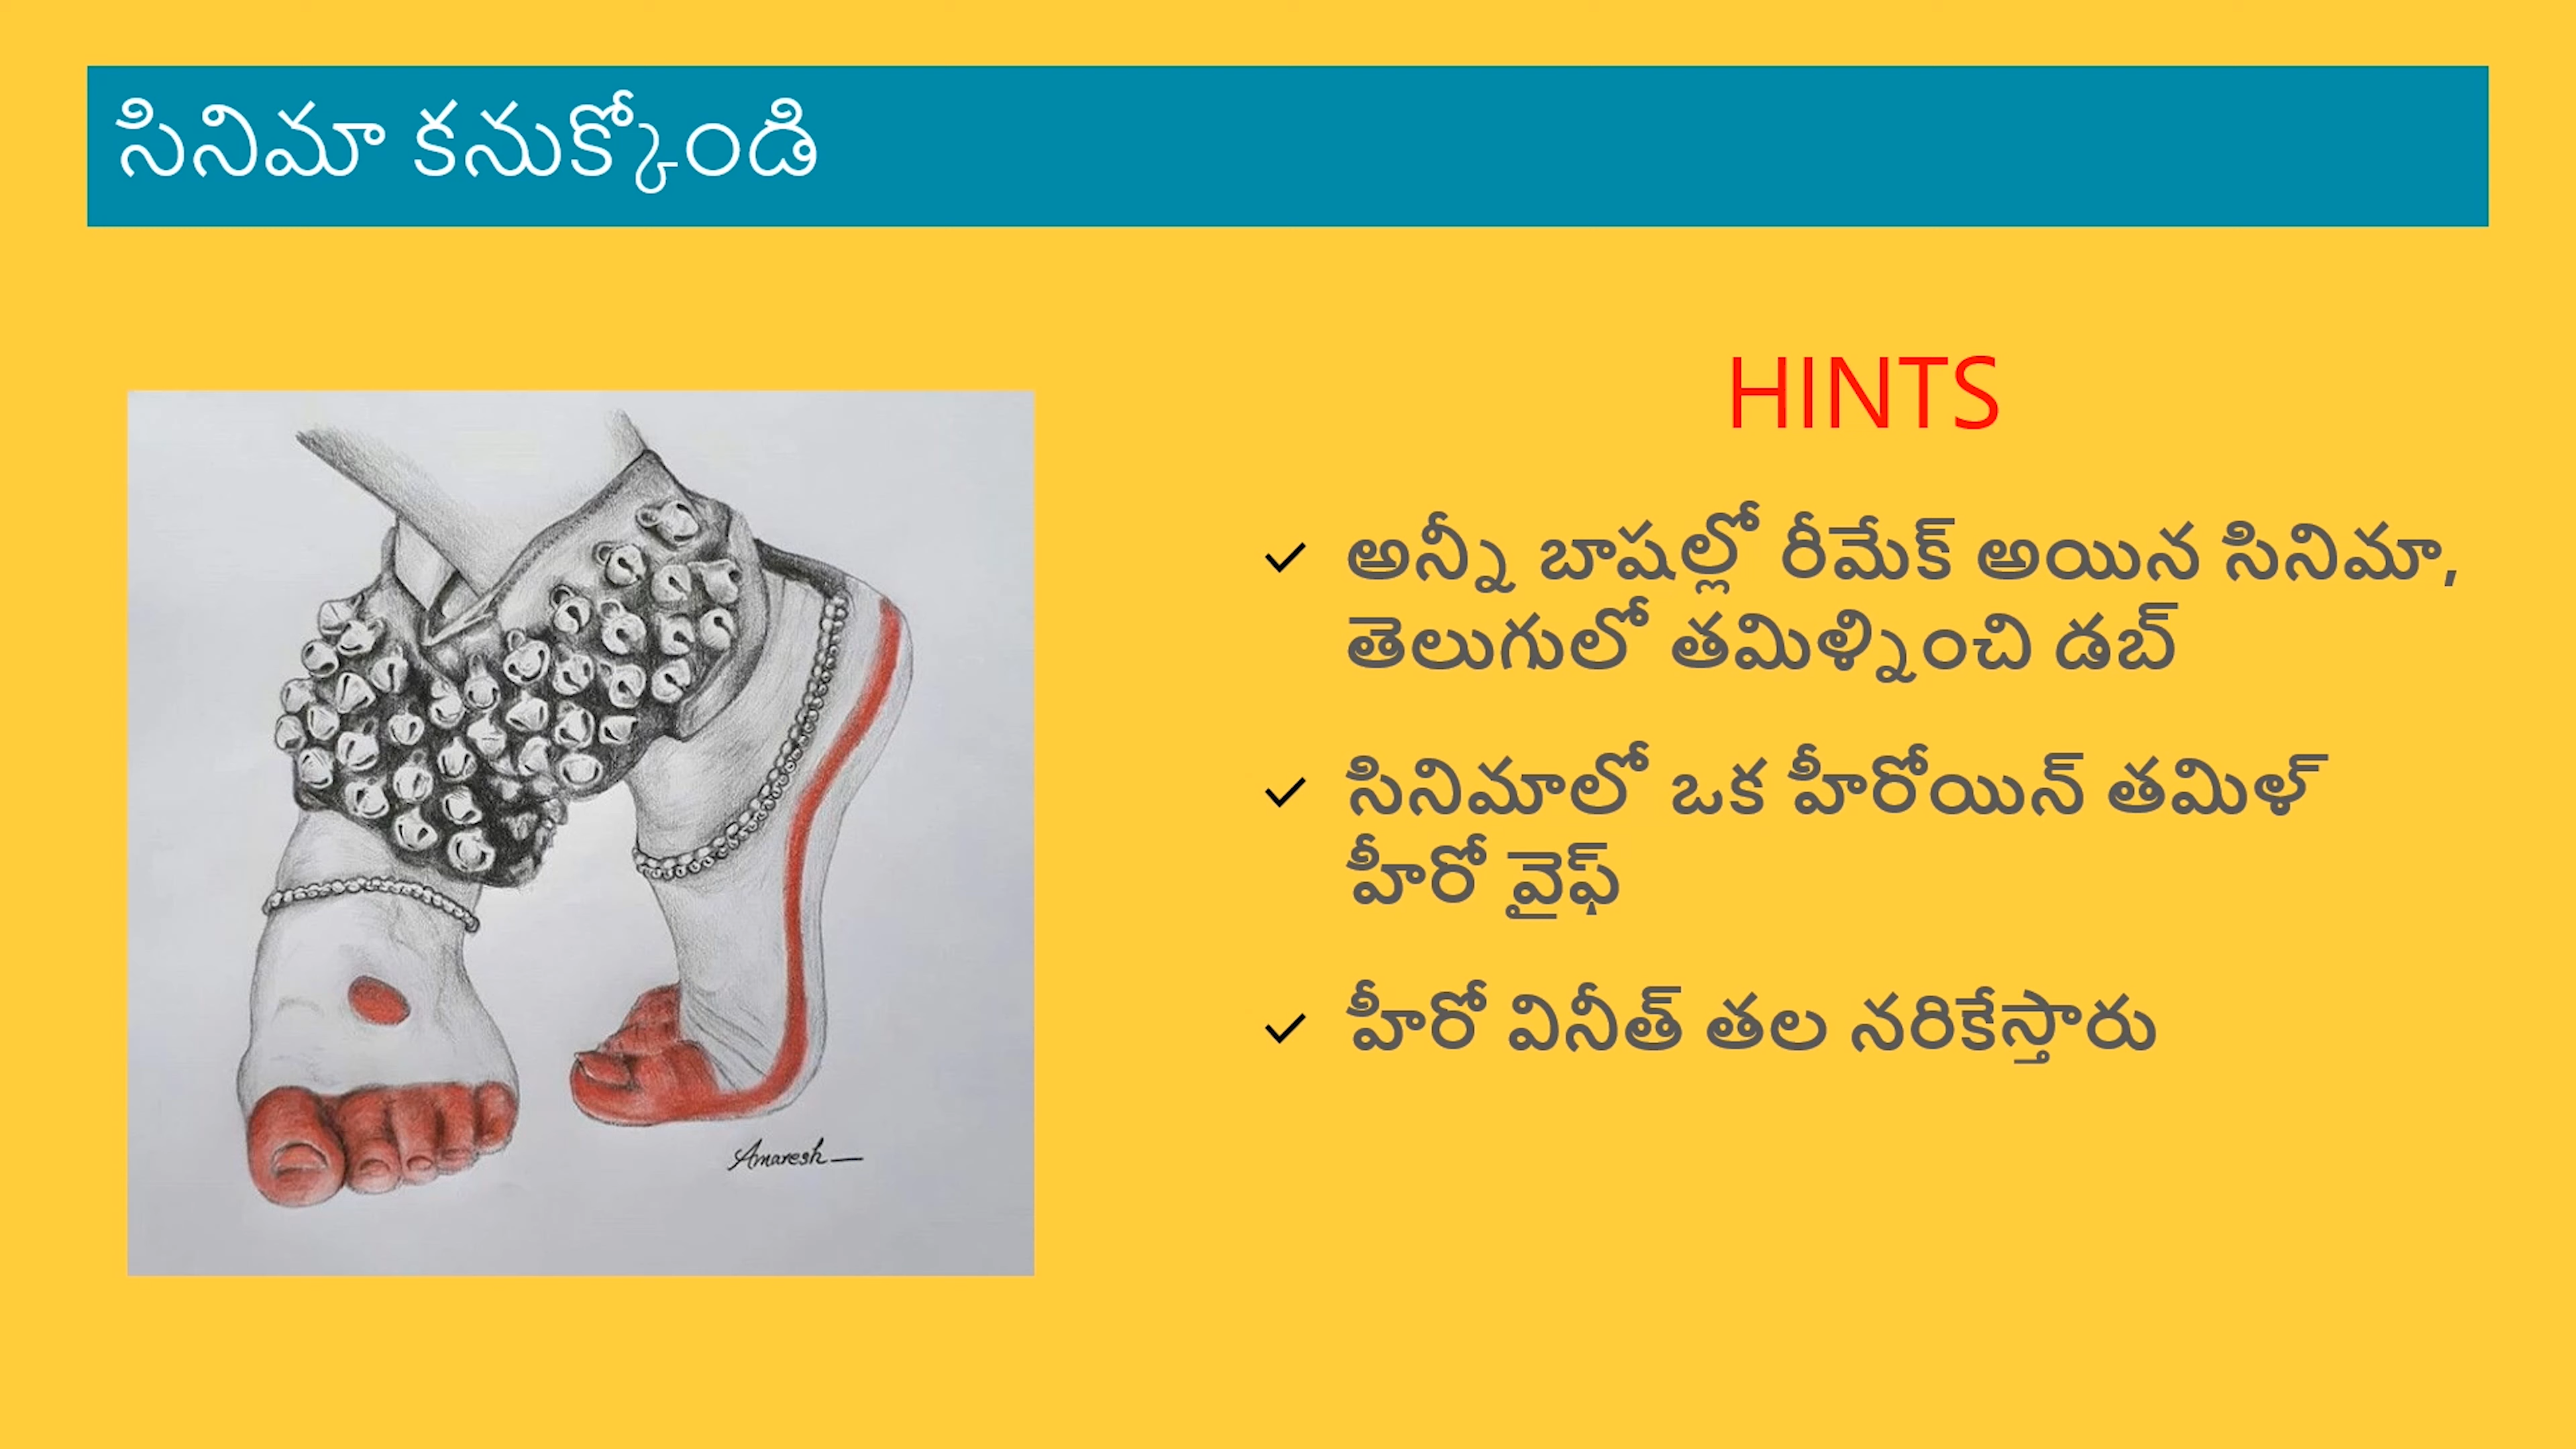 సినిమా కనుక్కోండి
HINTS
అన్నీ బాషల్లో రీమేక్ అయిన సినిమా,
తెలుగులో తమిళ్నించి డబ్
సినిమాలో ఒక హీరోయిన్ తమిళ్
హీరో వైఫ్
హీరో వినీత్ తల నరికేస్తారు
Amaresh